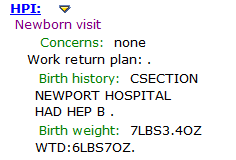 HPI:
Newborn visit
Concerns: none
Work return plan: .
Birth history: CSECTION
NEWPORT HOSPITAL
HAD HEP B .
Birth weight: 7LBS3.4OZ
WTD:6LBS7OZ.